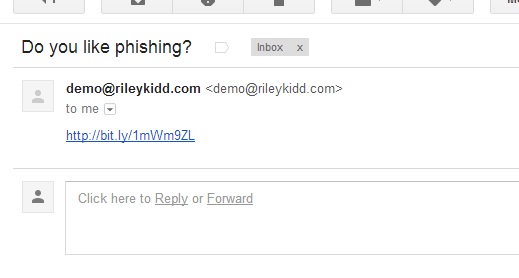 Do you like phishing? Inbox x
demo@rileykidd.com <demo@rileykidd.com>
to me
http://bit.ly/1mWm9ZL
Click here to Reply or Forward